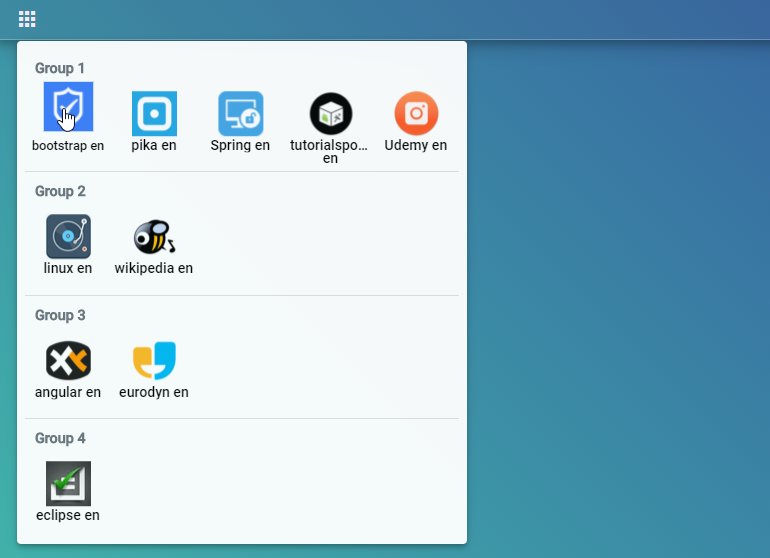 Group 1
bootstrap en
pika en
Spring en
tutorialspo...
en
Udemy en
Group 2
linux en
wikipedia en
Group 3
angular en
eurodyn en
Group 4
eclipse en